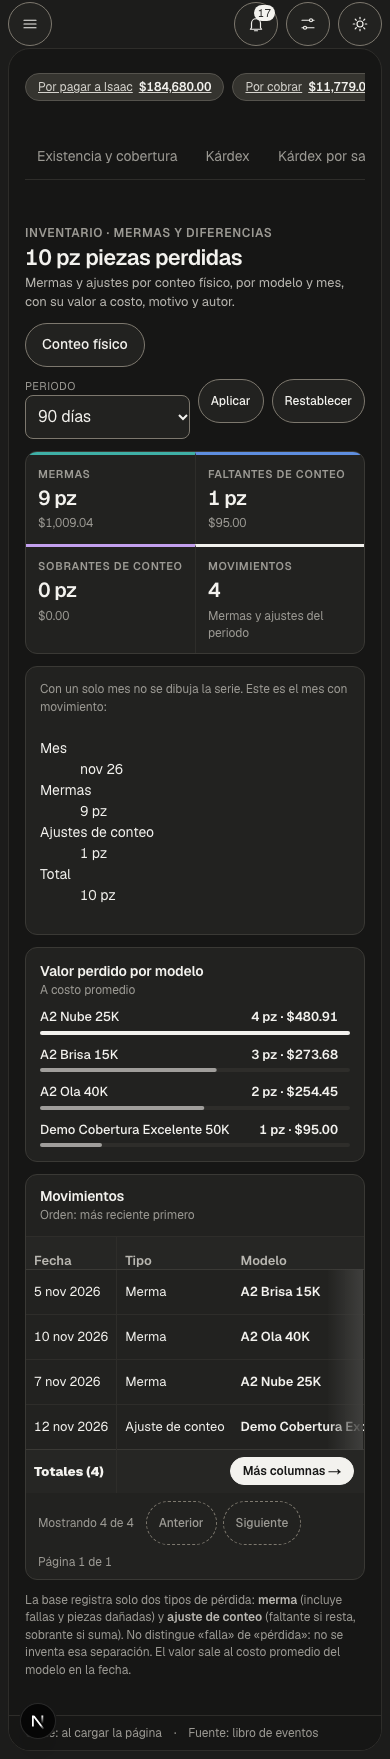 17
Por pagar a Isaac $184,680.00 Por cobrar $11,779.0
Existencia y cobertura Kárdex Kárdex por sa
INVENTARIO · MERMAS Y DIFERENCIAS
10 pz piezas perdidas
Mermas y ajustes por conteo físico, por modelo y mes,
con su valor a costo, motivo y autor.
Conteo físico
PERIODO
90 días Aplicar Restablecer
MERMAS FALTANTES DE CONTEO
9 pz 1 pz
$1,009.04 $95.00
SOBRANTES DE CONTEO MOVIMIENTOS
0 pz 4
$0.00 Mermas y ajustes del
periodo
Con un solo mes no se dibuja la serie. Este es el mes con
movimiento:
Mes
nov 26
Mermas
9 pz
Ajustes de conteo
1 pz
Total
10 pz
Valor perdido por modelo
A costo promedio
A2 Nube 25K 4 pz · $480.91
A2 Brisa 15K 3 pz · $273.68
A2 Ola 40K 2 pz · $254.45
Demo Cobertura Excelente 50K 1 pz · $95.00
Movimientos
Orden: más reciente primero
Fecha Tipo Modelo
5 nov 2026 Merma A2 Brisa 15K
10 nov 2026 Merma A2 Ola 40K
7 nov 2026 Merma A2 Nube 25K
12 nov 2026 Ajuste de conteo Demo Cobertura Ex
Totales (4) Más columnas →
Mostrando 4 de 4 Anterior Siguiente
Página 1 de 1
La base registra solo dos tipos de pérdida: merma (incluye
fallas y piezas dañadas) y ajuste de conteo (faltante si resta,
sobrante si suma). No distingue «falla» de «pérdida»: no se
inventa esa separación. El valor sale al costo promedio del
modelo en la fecha.
N
: al cargar la página · Fuente: libro de eventos